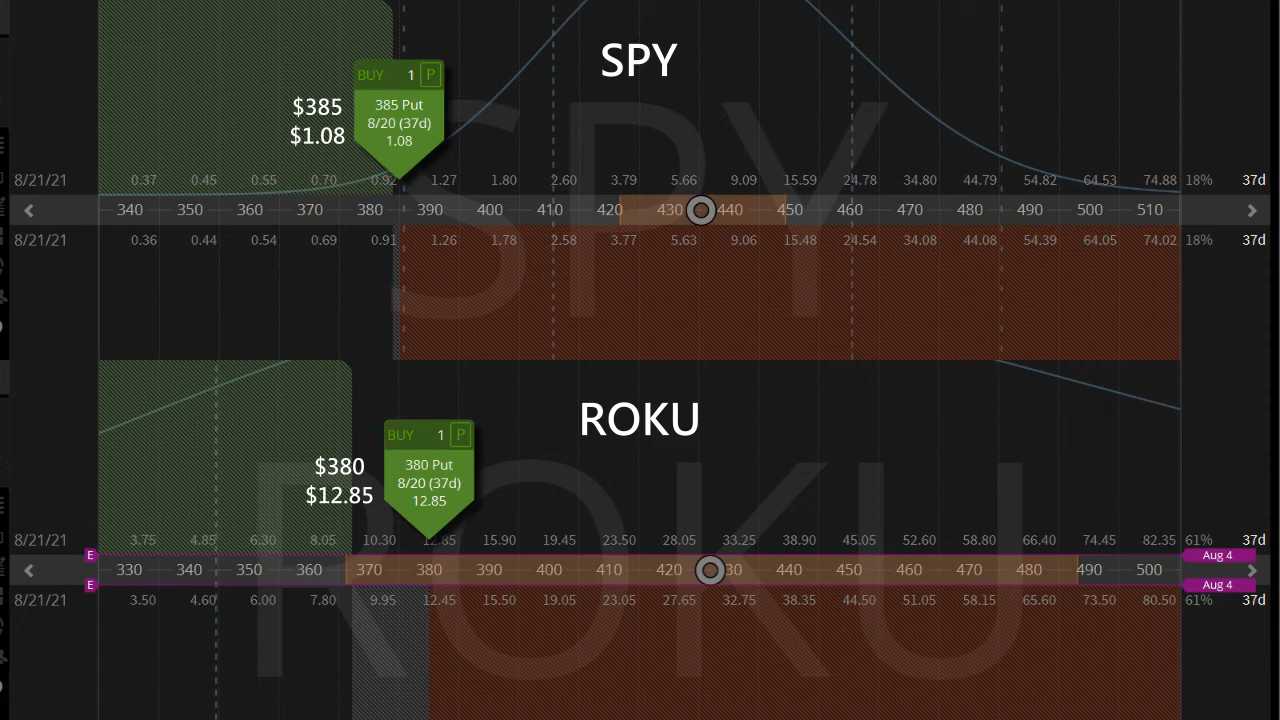 SPY
SPY
BUY 1 P
$385
$1.08
385 Put
8/20 (37d)
1.08
8/21/21 0.37 0.45 0.55 0.70 0.92 1.27 1.80 2.60 3.79 5.66 9.09 15.59 24.78 34.80 44.79 54.82 64.53 74.88 18% 37d
340 350 360 370 380 390 400 410 420 430 440 450 460 470 480 490 500 510
8/21/21 0.36 0.44 0.54 0.69 0.91 1.26 1.78 2.58 3.77 5.63 9.06 15.48 24.54 34.08 44.08 54.39 64.05 74.02 18% 37d
ROKU
ROKU
BUY 1 P
$380
$12.85
380 Put
8/20 (37d)
12.85
8/21/21 3.75 4.85 6.30 8.05 10.30 12.85 15.90 19.45 23.50 28.05 33.25 38.90 45.05 52.60 58.80 66.40 74.45 82.35 61% 37d
E Aug 4
330 340 350 360 370 380 390 400 410 420 30 440 450 460 470 480 490 500
E Aug 4
8/21/21 3.50 4.60 6.00 7.80 9.95 12.45 15.50 19.05 23.05 27.65 32.75 38.35 44.50 51.05 58.15 65.60 73.50 80.50 61% 37d